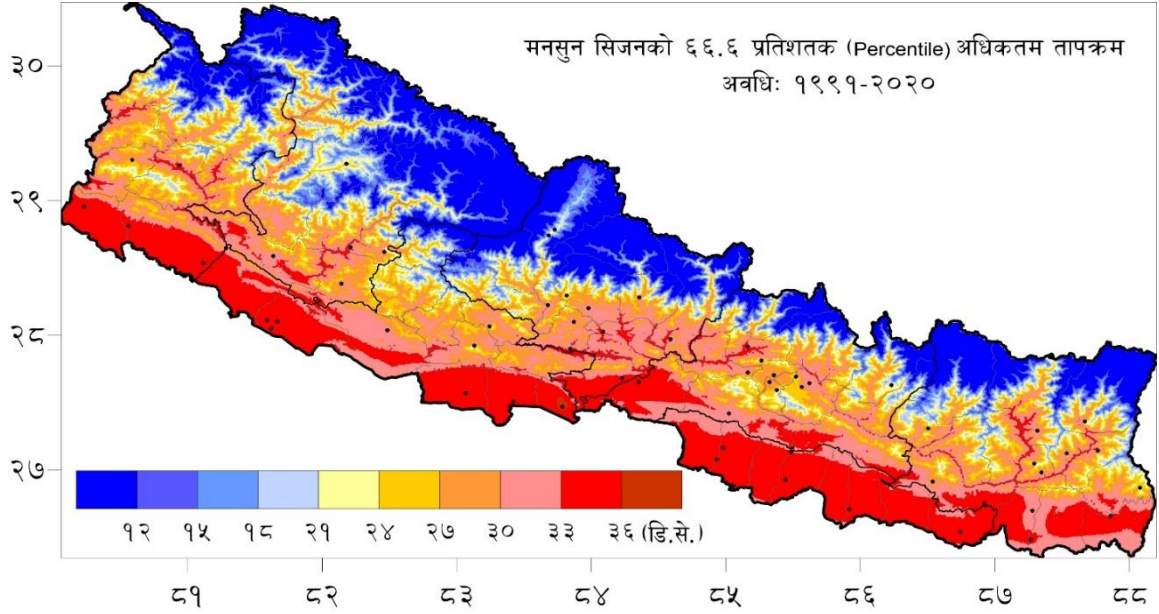 मनसुन सिजनको ६६.६ प्रतिशतक (Percentile) अधिकतम तापक्रम
अवधिः १९९१-२०२०
३०
२९
२८
२७
१२ १५ १८ २१ २४ २७ ३० ३३ ३६ (डि.से.)
८१ ८२ ८३ ८४ ८५ ८६ ८७ ८८